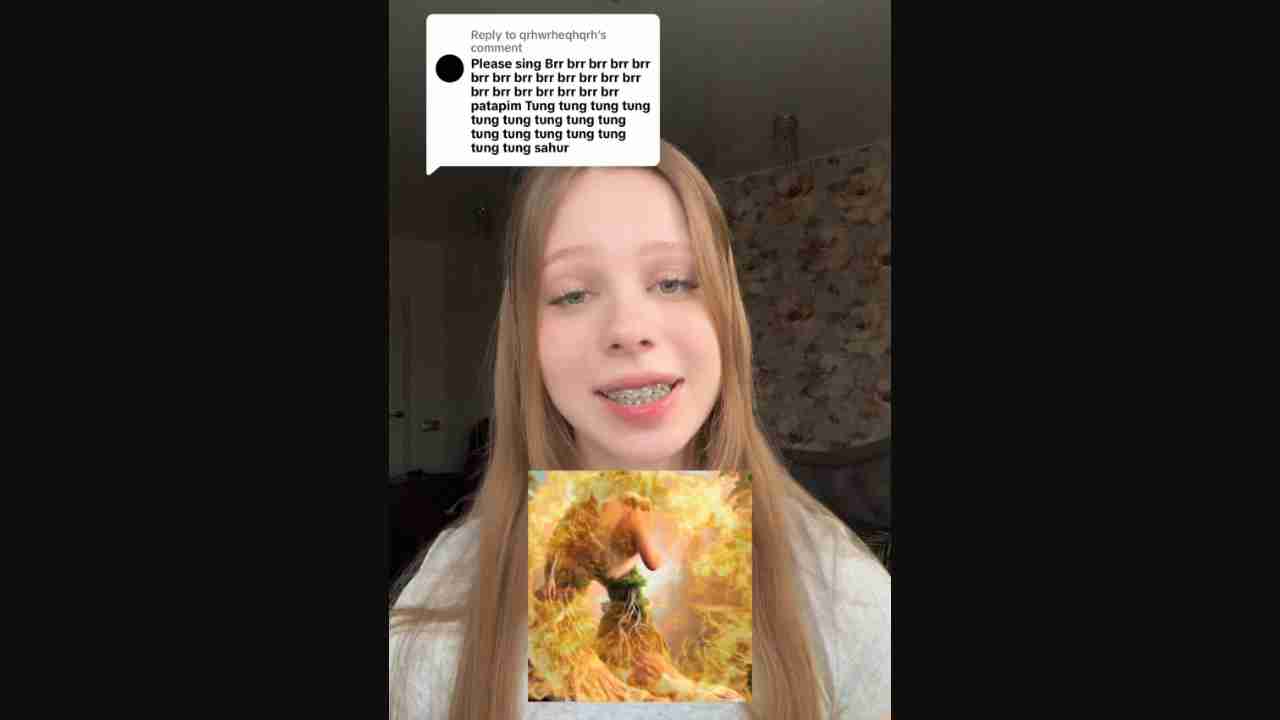 Reply to qrhwrheqhqrh's
comment
Please sing Brr brr brr brr brr
brr brr brr brr brr brr brr brr
brr brr brr brr brr brr brr
patapim Tung tung tung tung
tung tung tung tung tung
tung tung tung tung tung
tung tung sahur